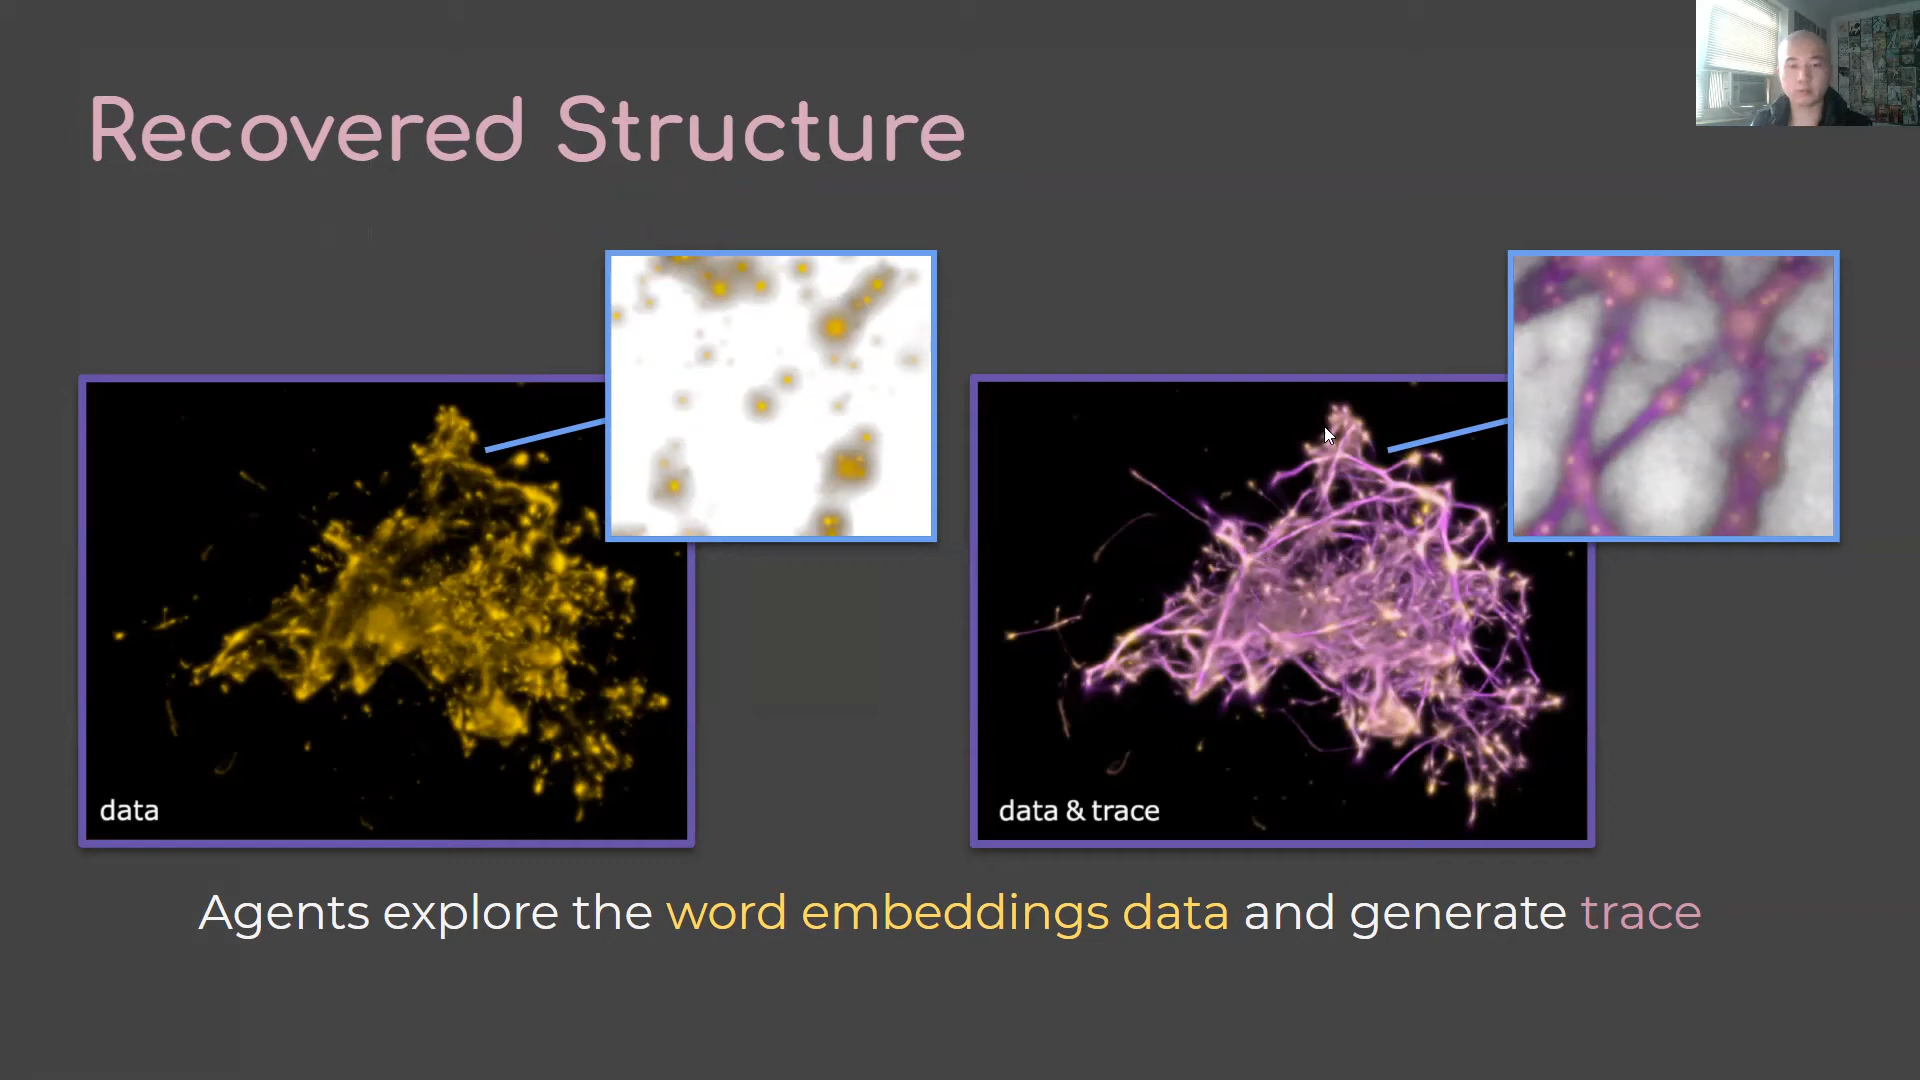 Recovered Structure
data
data & trace
Agents explore the word embeddings data and generate trace